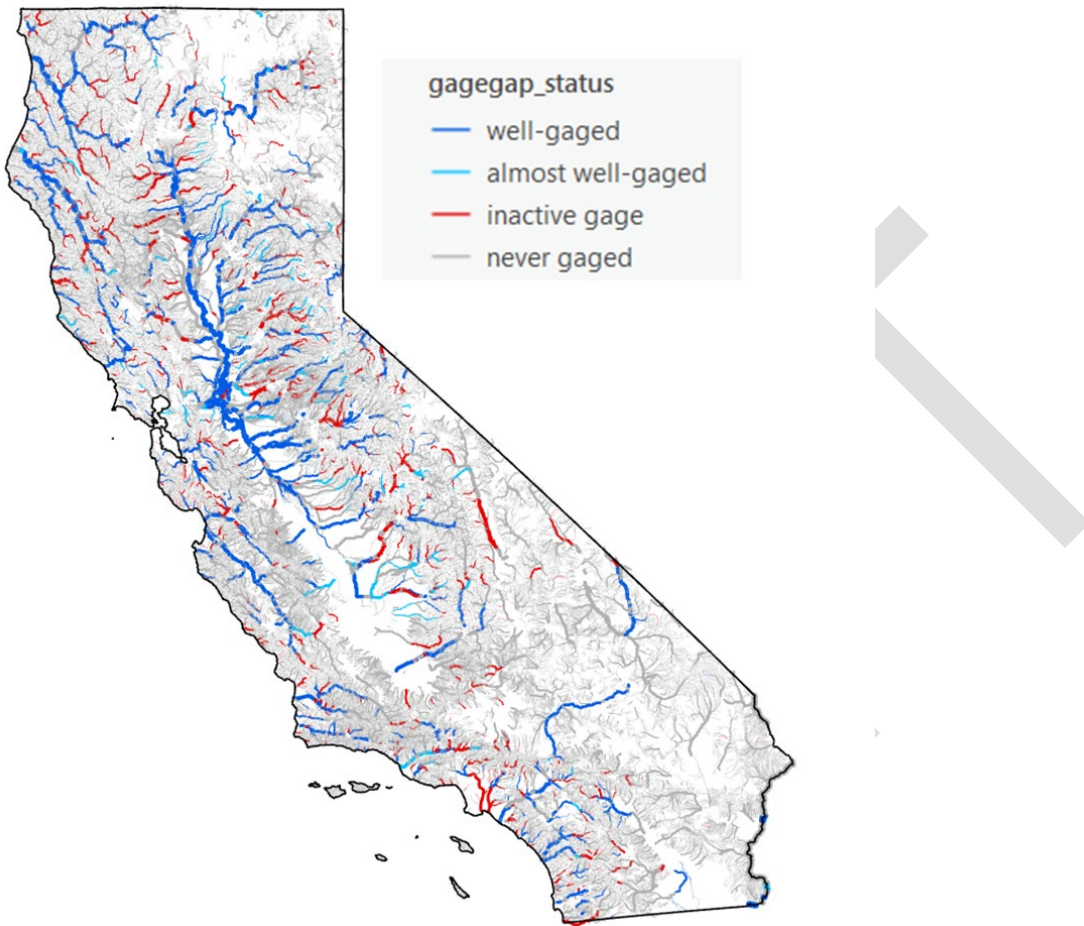 gagegap_status
well-gaged
almost well-gaged
inactive gage
never gaged